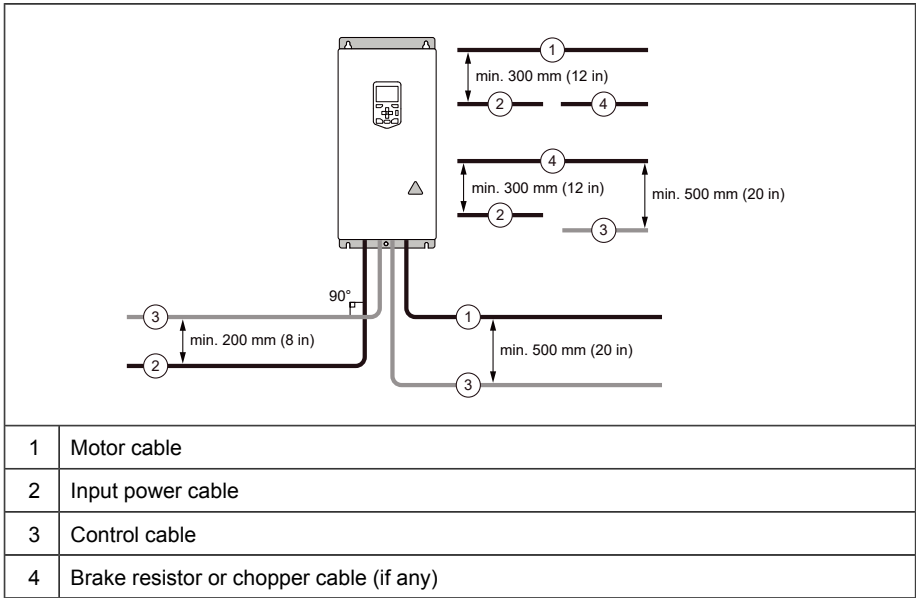 1
min. 300 mm (12 in)
2 4
4
min. 300 mm (12 in) min. 500 mm (20 in)
2
3
90°
3 1
min. 200 mm (8 in) min. 500 mm (20 in)
2
3
1 Motor cable
2 Input power cable
3 Control cable
4 Brake resistor or chopper cable (if any)